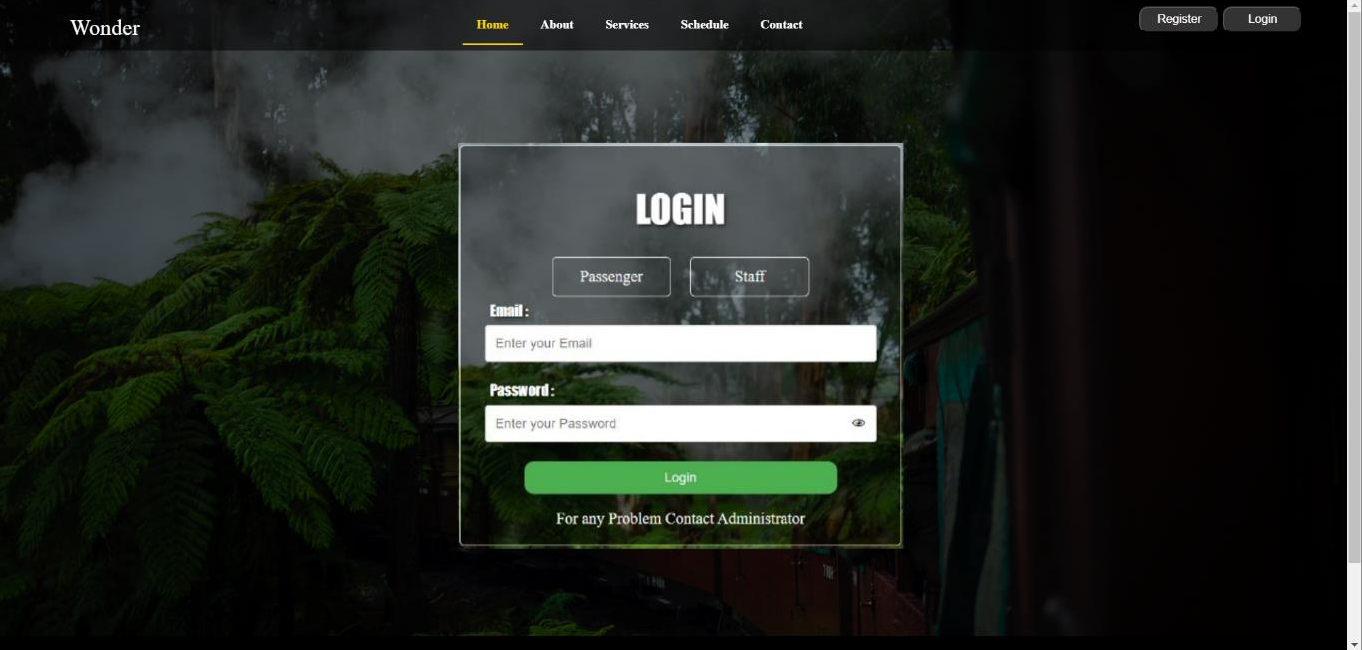 Wonder
Home About Services Schedule Contact
Register Login
LOGIN
Passenger Staff
Email :
Enter your Email
Password :
Enter your Password
Login
For any Problem Contact Administrator